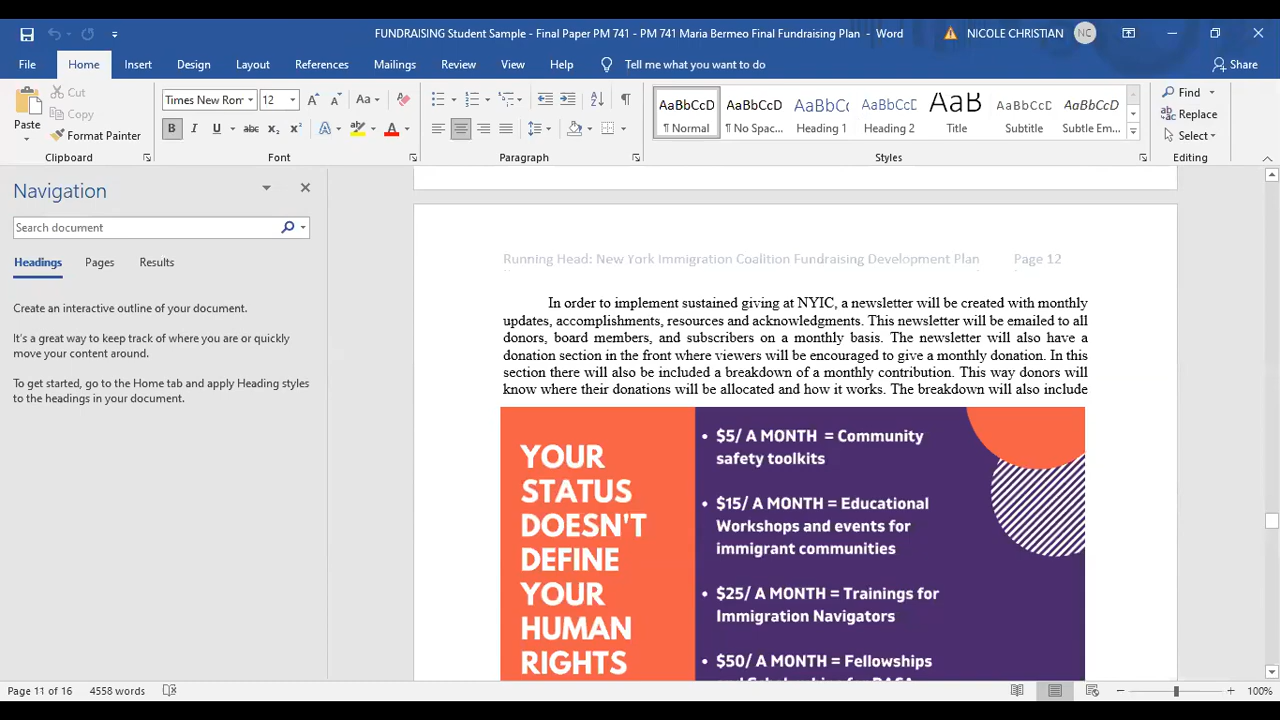 FUNDRAISING Student Sample - Final Paper PM 741 - PM 741 Maria Bermeo Final Fundraising Plan - Word
NICOLE CHRISTIAN
NC
File
Home
Insert
Design
Layout
References
Mailings
Review
View
Help
Tell me what you want to do
Share
Paste
Cut
Copy
Format Painter
Clipboard
Times New Rom
12
Font
Paragraph
AaBbCcD
¶ Normal
AaBbCcD
¶ No Spac...
AaBbCc
Heading 1
AaBbCcD
Heading 2
AaB
Title
AaBbCcD
Subtitle
AaBbCcD
Subtle Em...
Styles
Find
Replace
Select
Editing
Navigation
Search document
Headings
Pages
Results
Create an interactive outline of your document.
It's a great way to keep track of where you are or quickly
move your content around.
To get started, go to the Home tab and apply Heading styles
to the headings in your document.
Running Head: New York Immigration Coalition Fundraising Development Plan Page 12
In order to implement sustained giving at NYIC, a newsletter will be created with monthly
updates, accomplishments, resources and acknowledgments. This newsletter will be emailed to all
donors, board members, and subscribers on a monthly basis. The newsletter will also have a
donation section in the front where viewers will be encouraged to give a monthly donation. In this
section there will also be included a breakdown of a monthly contribution. This way donors will
know where their donations will be allocated and how it works. The breakdown will also include
YOUR
STATUS
DOESN'T
DEFINE
YOUR
HUMAN
RIGHTS
• $5/ A MONTH = Community
safety toolkits
• $15/ A MONTH = Educational
Workshops and events for
immigrant communities
• $25/ A MONTH = Trainings for
Immigration Navigators
• $50/ A MONTH = Fellowships
Page 11 of 16
4558 words
100%